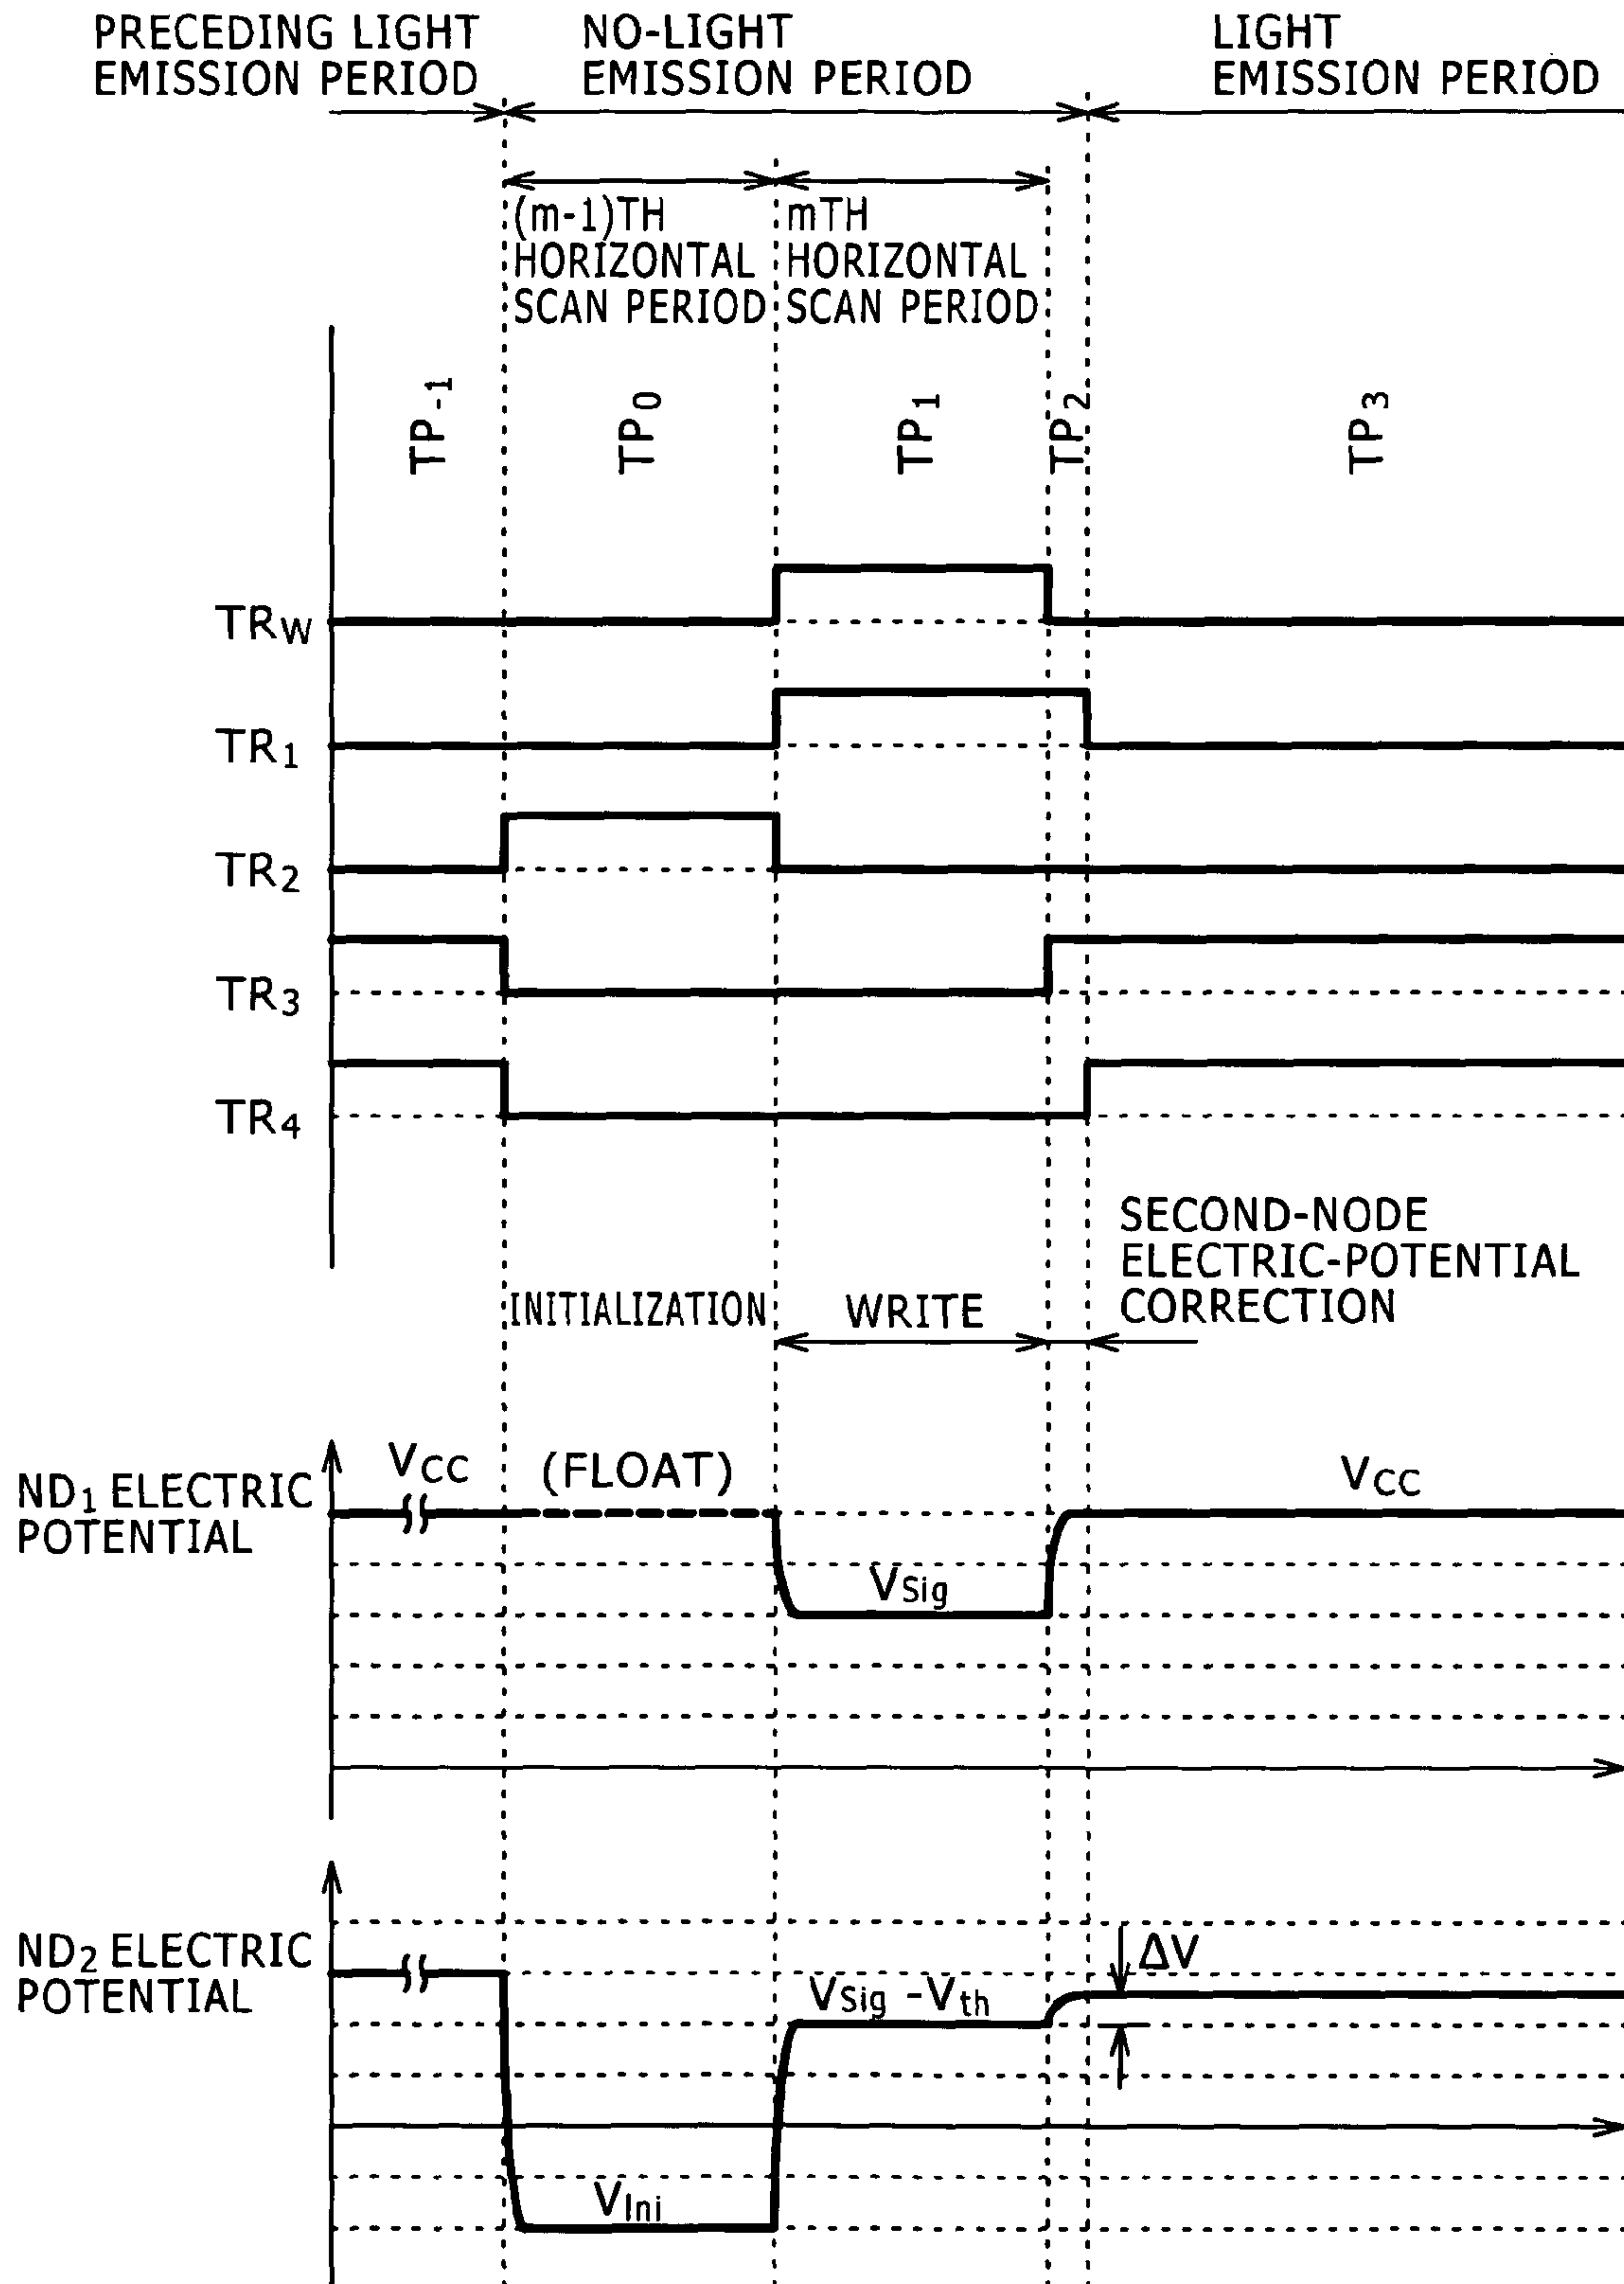 PRECEDING LIGHT
EMISSION PERIOD
NO-LIGHT
EMISSION PERIOD
LIGHT
EMISSION PERIOD
(m-1)TH
HORIZONTAL
SCAN PERIOD
mTH
HORIZONTAL
SCAN PERIOD
TP-1
TP0
TP1
TP2
TP3
TRW
TR1
TR2
TR3
TR4
SECOND-NODE
ELECTRIC-POTENTIAL
CORRECTION
INITIALIZATION
WRITE
ND1 ELECTRIC
POTENTIAL
VCC
(FLOAT)
VSig
VCC
ND2 ELECTRIC
POTENTIAL
ΔV
VSig -Vth
VIni